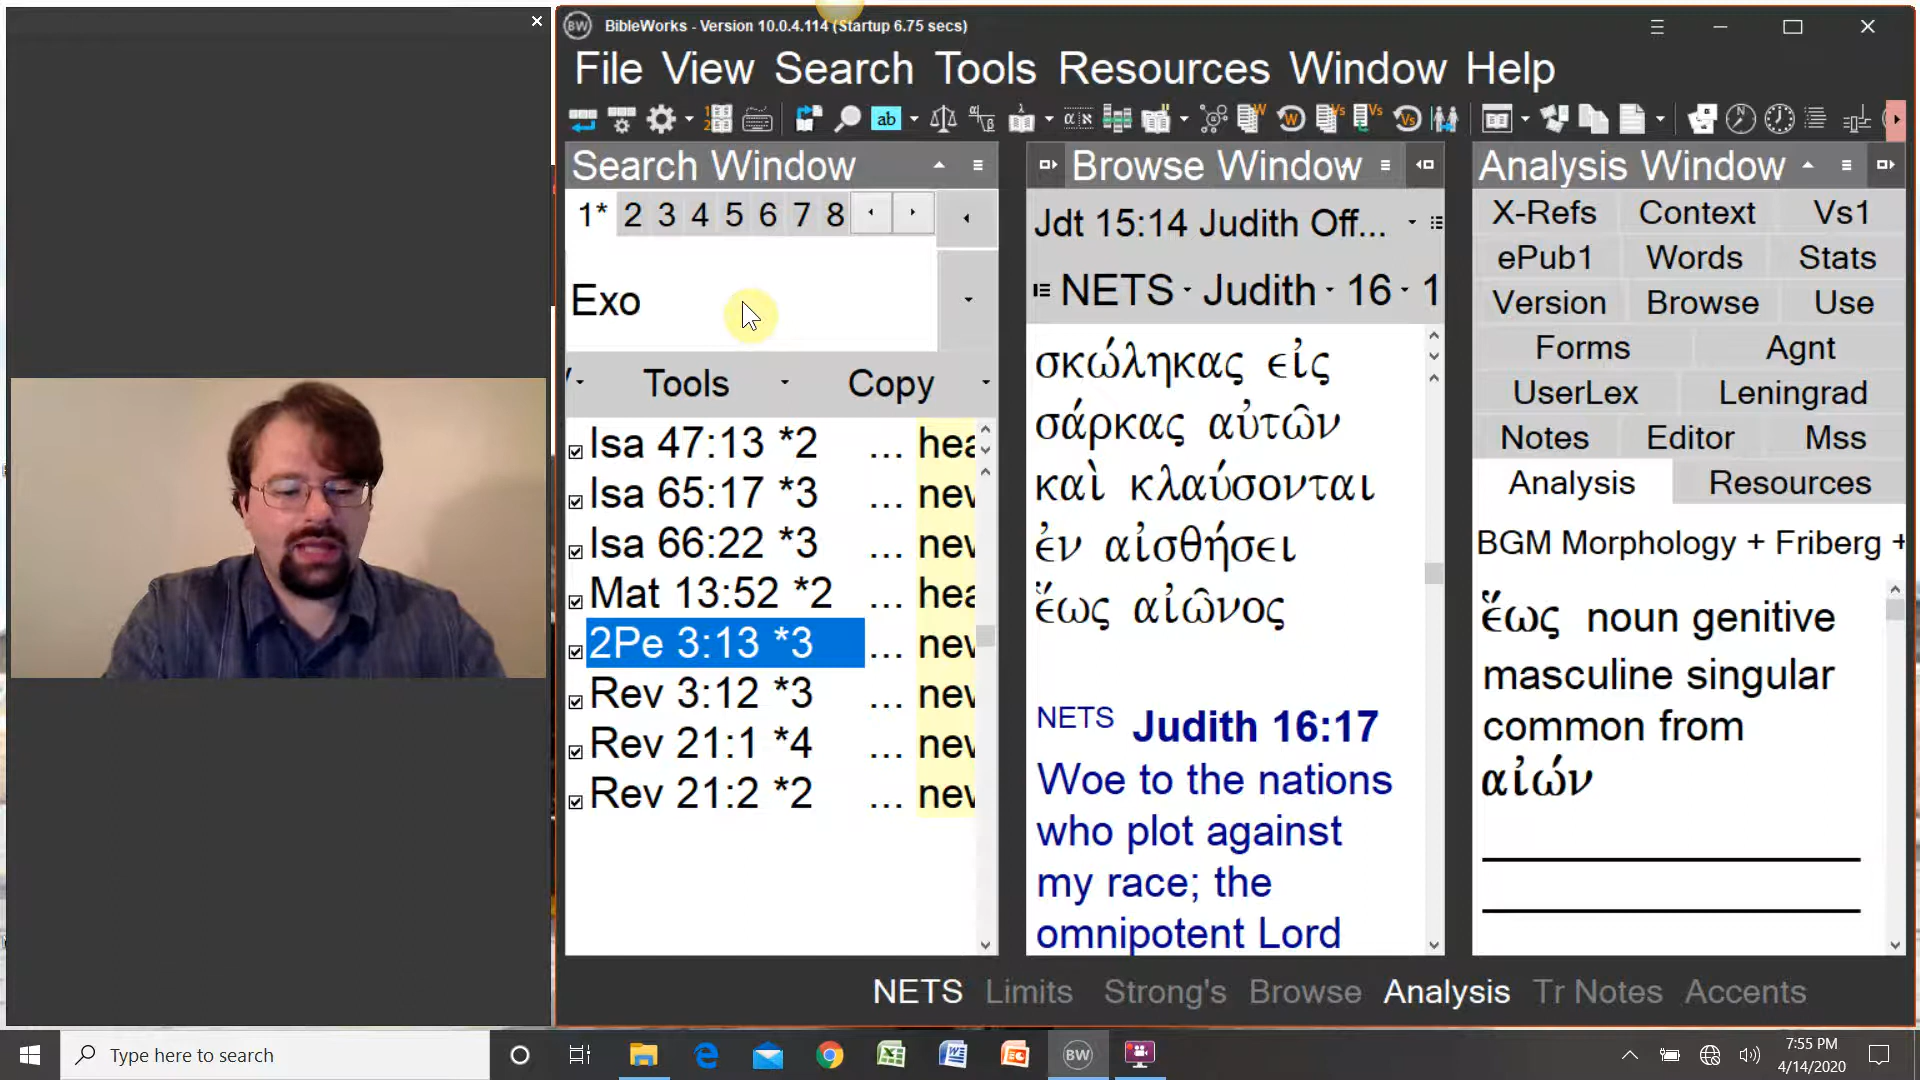 BibleWorks - Version 10.0.4.114 (Startup 6.75 secs)
File View Search Tools Resources Window Help
Search Window
1* 2 3 4 5 6 7 8
Exo
Tools Copy
Isa 47:13 *2 ... hea
Isa 65:17 *3 ... nev
Isa 66:22 *3 ... nev
Mat 13:52 *2 ... hea
2Pe 3:13 *3 ... nev
Rev 3:12 *3 ... nev
Rev 21:1 *4 ... nev
Rev 21:2 *2 ... nev
Browse Window
Jdt 15:14 Judith Off...
NETS Judith 16 1
σκώληκας εἰς
σάρκας αὐτῶν
καὶ κλαύσονται
ἐν αἰσθήσει
ἕως αἰῶνος
NETS Judith 16:17
Woe to the nations
who plot against
my race; the
omnipotent Lord
Analysis Window
X-Refs Context Vs1
ePub1 Words Stats
Version Browse Use
Forms Agnt
UserLex Leningrad
Notes Editor Mss
Analysis Resources
BGM Morphology + Friberg +
ἕως noun genitive
masculine singular
common from
αἰών
NETS Limits Strong's Browse Analysis Tr Notes Accents
Type here to search
BW
7:55 PM
4/14/2020